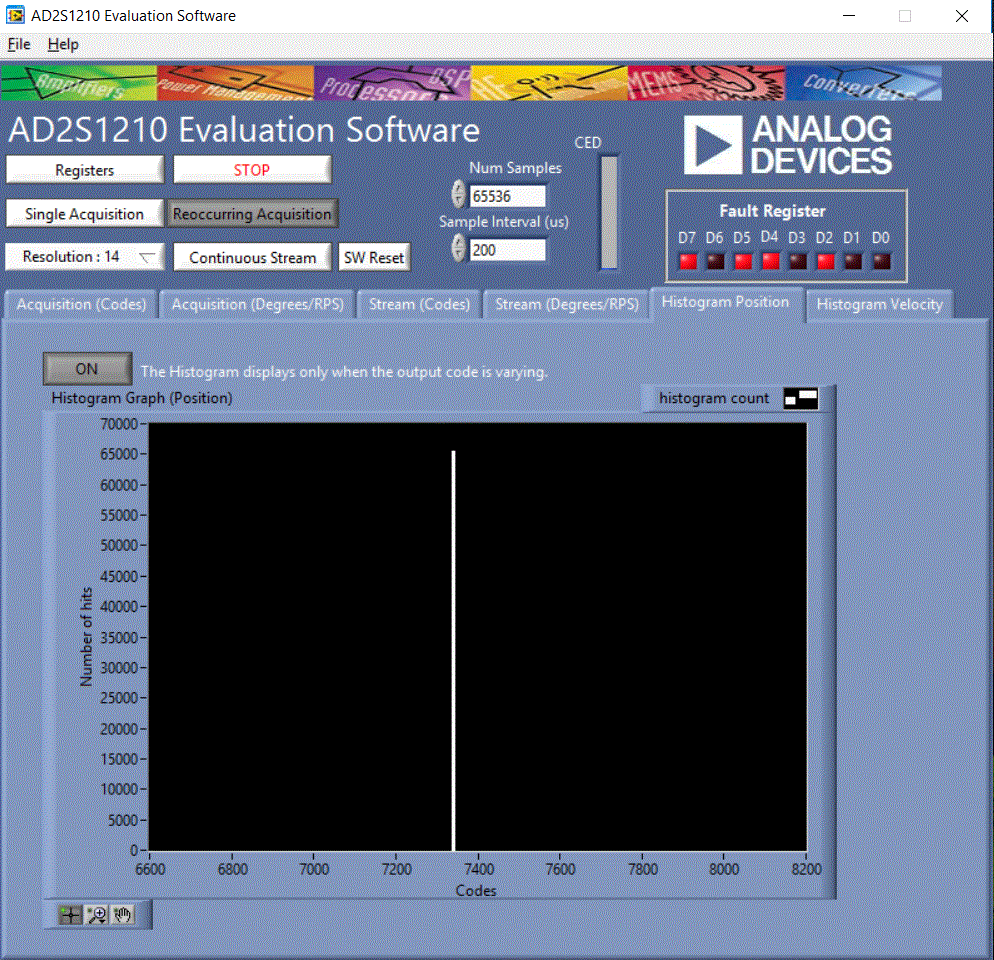 AD2S1210 Evaluation Software
File Help
Amplifiers Power Management Processors DSP MEMS Converters
AD2S1210 Evaluation Software
ANALOG
DEVICES
CED
Registers STOP
Num Samples
65536
Single Acquisition Reoccurring Acquisition
Sample Interval (us)
200
Resolution : 14 Continuous Stream SW Reset
Fault Register
D7 D6 D5 D4 D3 D2 D1 D0
Acquisition (Codes) Acquisition (Degrees/RPS) Stream (Codes) Stream (Degrees/RPS) Histogram Position Histogram Velocity
ON The Histogram displays only when the output code is varying.
Histogram Graph (Position) histogram count
70000
65000
60000
55000
50000
45000
40000
35000
30000
25000
20000
15000
10000
5000
0
Number of hits
6600 6800 7000 7200 7400 7600 7800 8000 8200
Codes